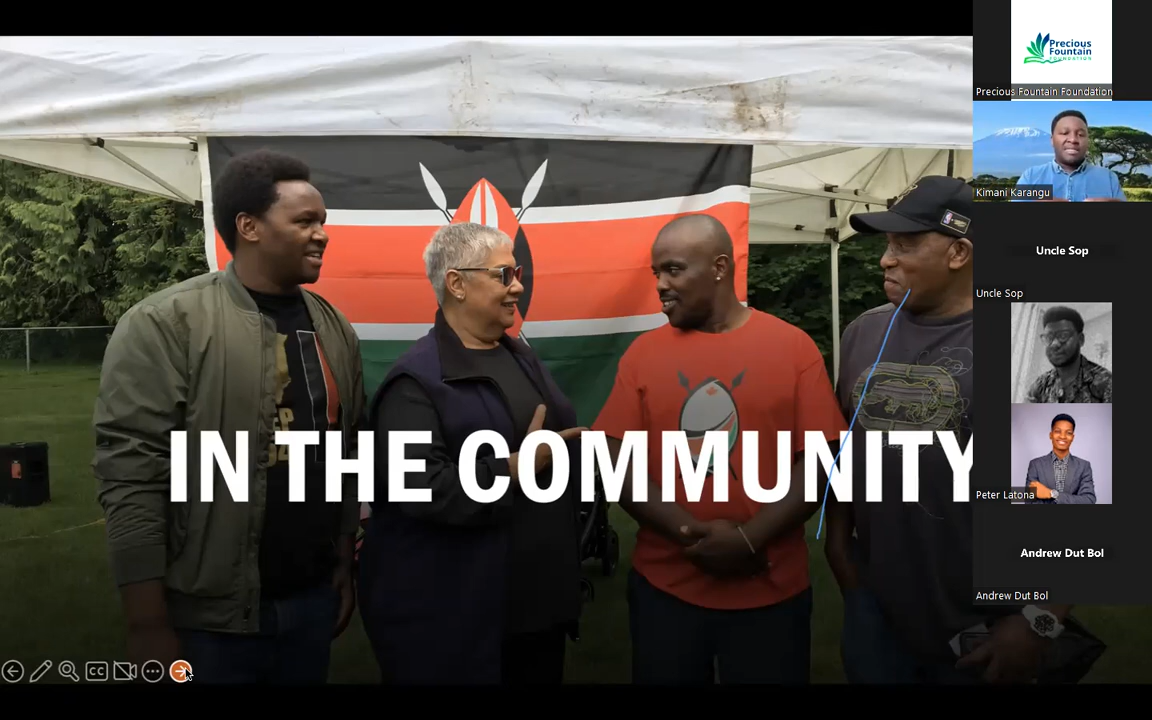 IN THE COMMUNITY
CC
Precious
Fountain
FOUNDATION
Precious Fountain Foundation
Kimani Karangu
Uncle Sop
Uncle Sop
Peter Latona
Andrew Dut Bol
Andrew Dut Bol